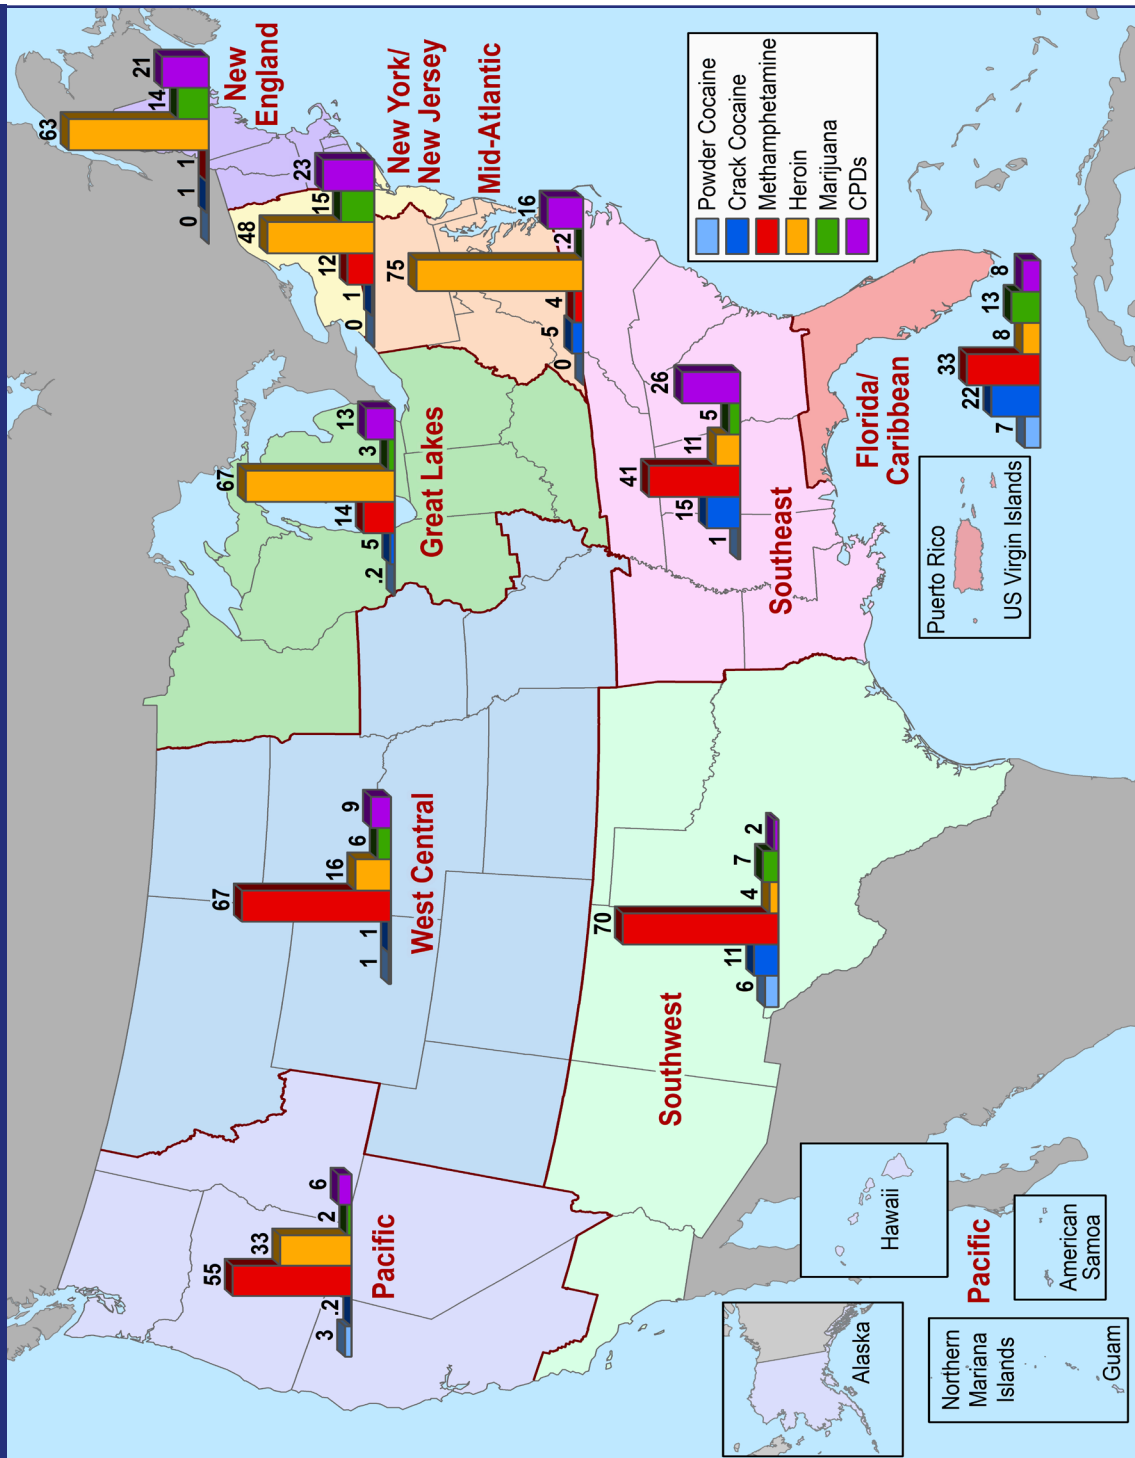 Pacific
3
.2
55
33
2
6
West Central
1
1
67
16
6
9
Great Lakes
.2
5
14
67
3
13
New
England
0
1
1
63
14
21
New York/
New Jersey
0
1
12
48
15
23
Mid-Atlantic
0
5
4
75
.2
16
Southwest
6
11
70
4
7
2
Southeast
1
15
41
11
5
26
Florida/
Caribbean
7
22
33
8
13
8
Powder Cocaine
Crack Cocaine
Methamphetamine
Heroin
Marijuana
CPDs
Puerto Rico
US Virgin Islands
Alaska
Hawaii
Pacific
Northern
Mariana
Islands
Guam
American
Samoa